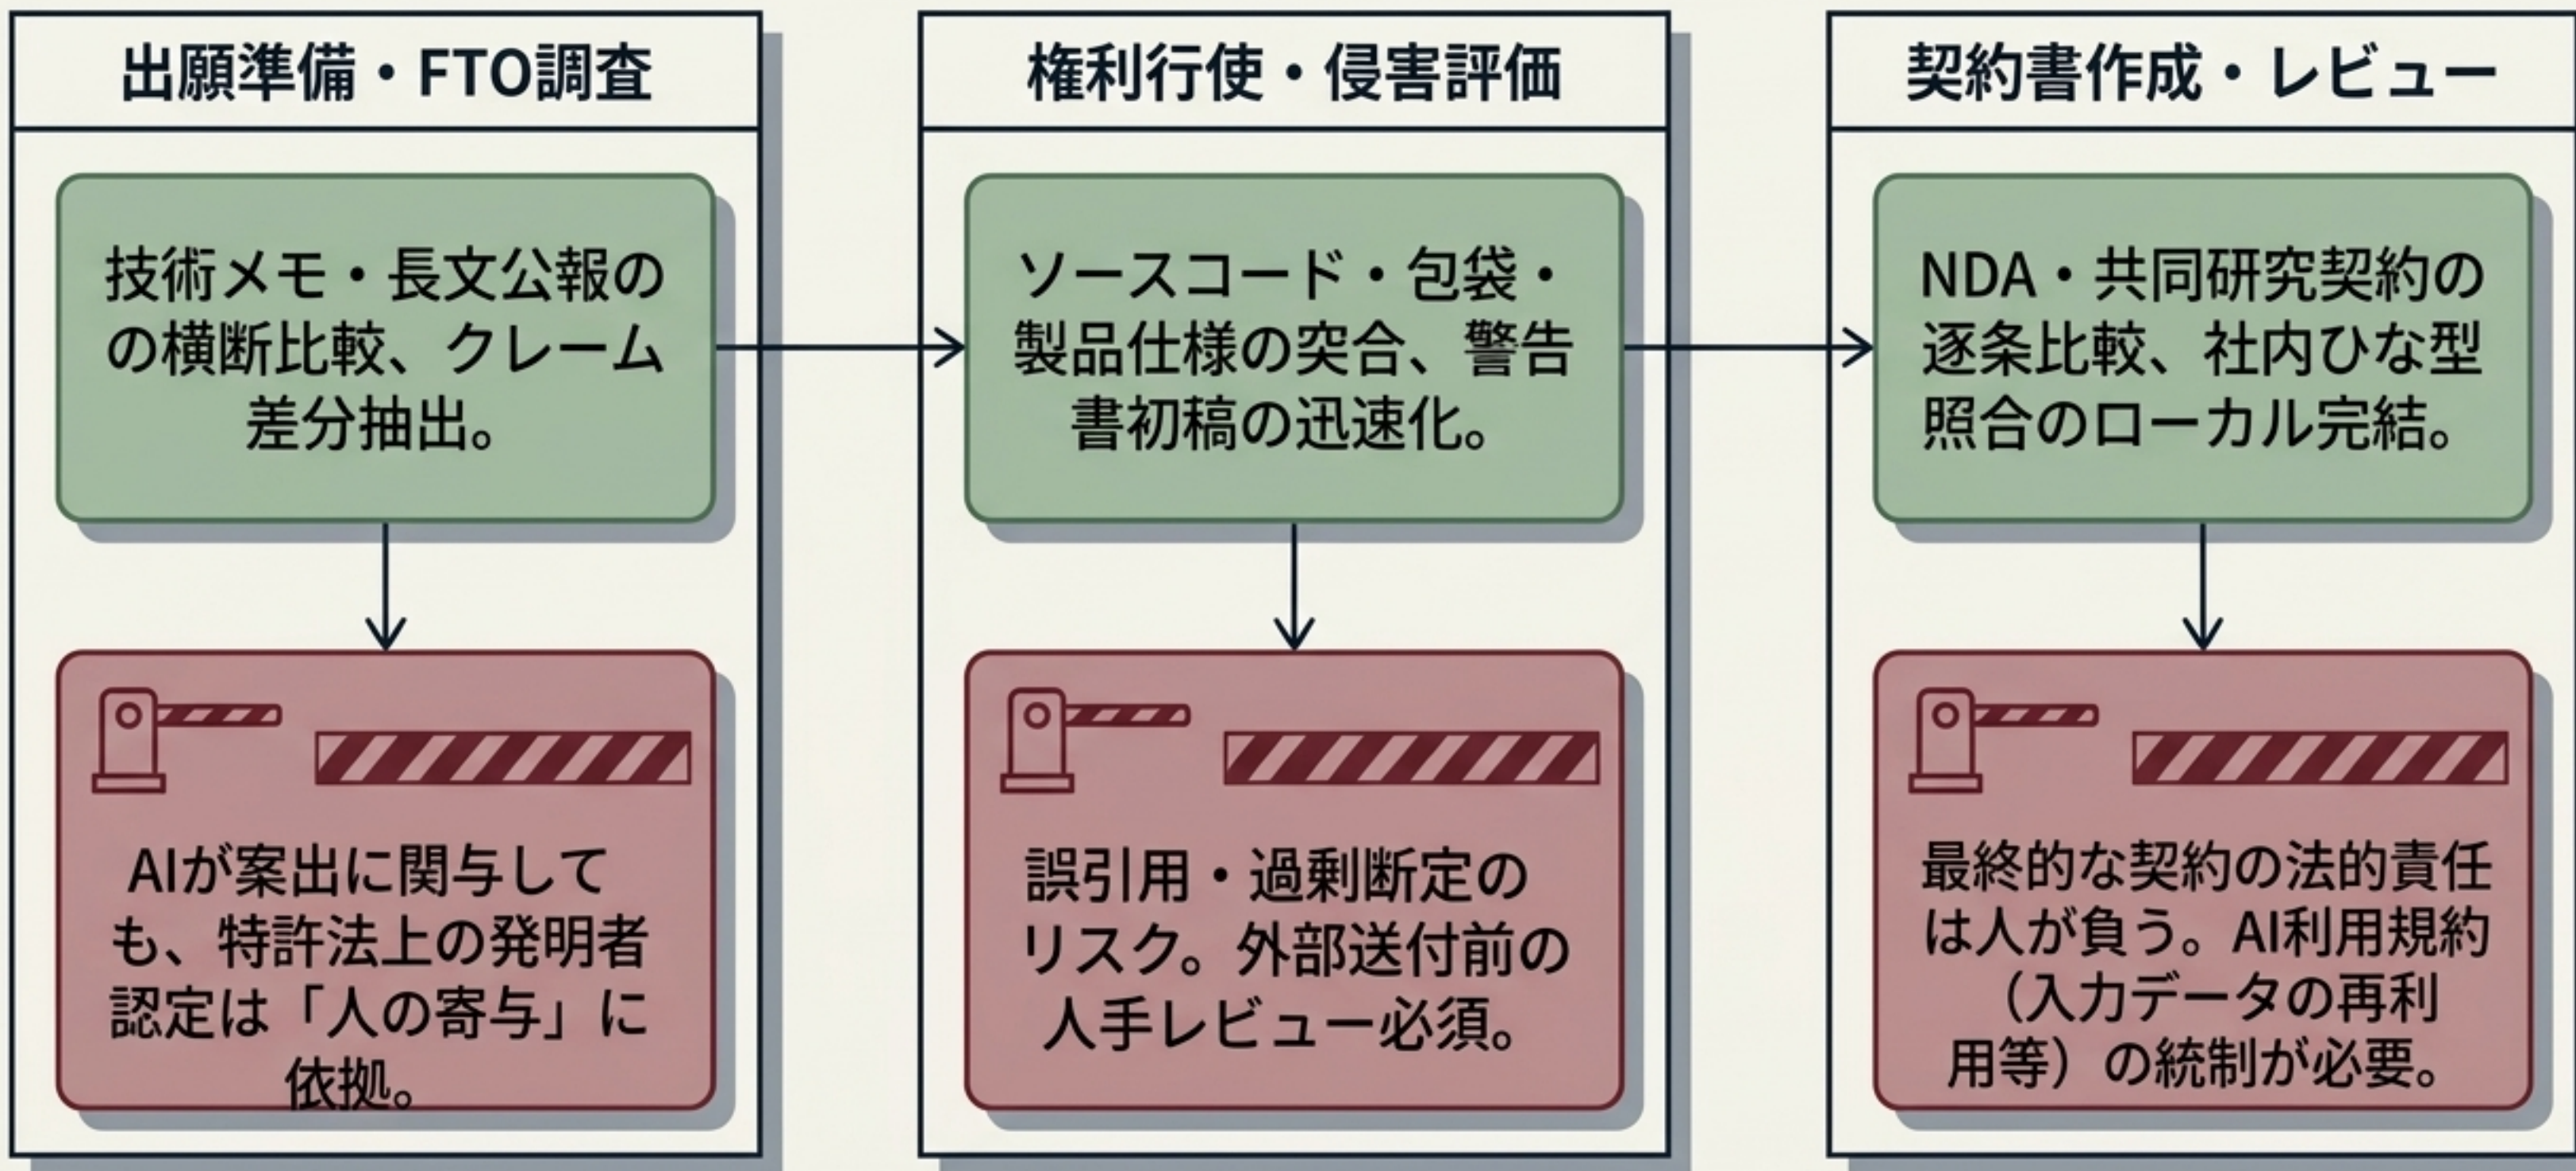 出願準備・FTO調査
技術メモ・長文公報の
の横断比較、クレーム
差分抽出。
AIが案出に関与して
も、特許法上の発明者
認定は「人の寄与」に
依拠。
権利行使・侵害評価
ソースコード・包袋・
製品仕様の突合、警告
書初稿の迅速化。
誤引用・過剰断定の
リスク。外部送付前の
人手レビュー必須。
契約書作成・レビュー
NDA・共同研究契約の
逐条比較、社内ひな型
照合のローカル完結。
最終的な契約の法的責任
は人が負う。AI利用規約
（入力データの再利
用等）の統制が必要。